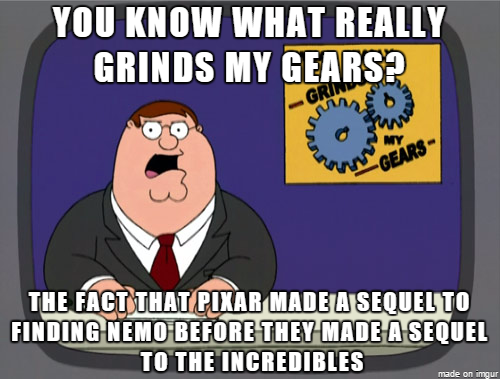 YOU KNOW WHAT REALLY
GRINDS MY GEARS?
GRIND
MY
GEARS
THE FACT THAT PIXAR MADE A SEQUEL TO
FINDING NEMO BEFORE THEY MADE A SEQUEL
TO THE INCREDIBLES
made on imgur